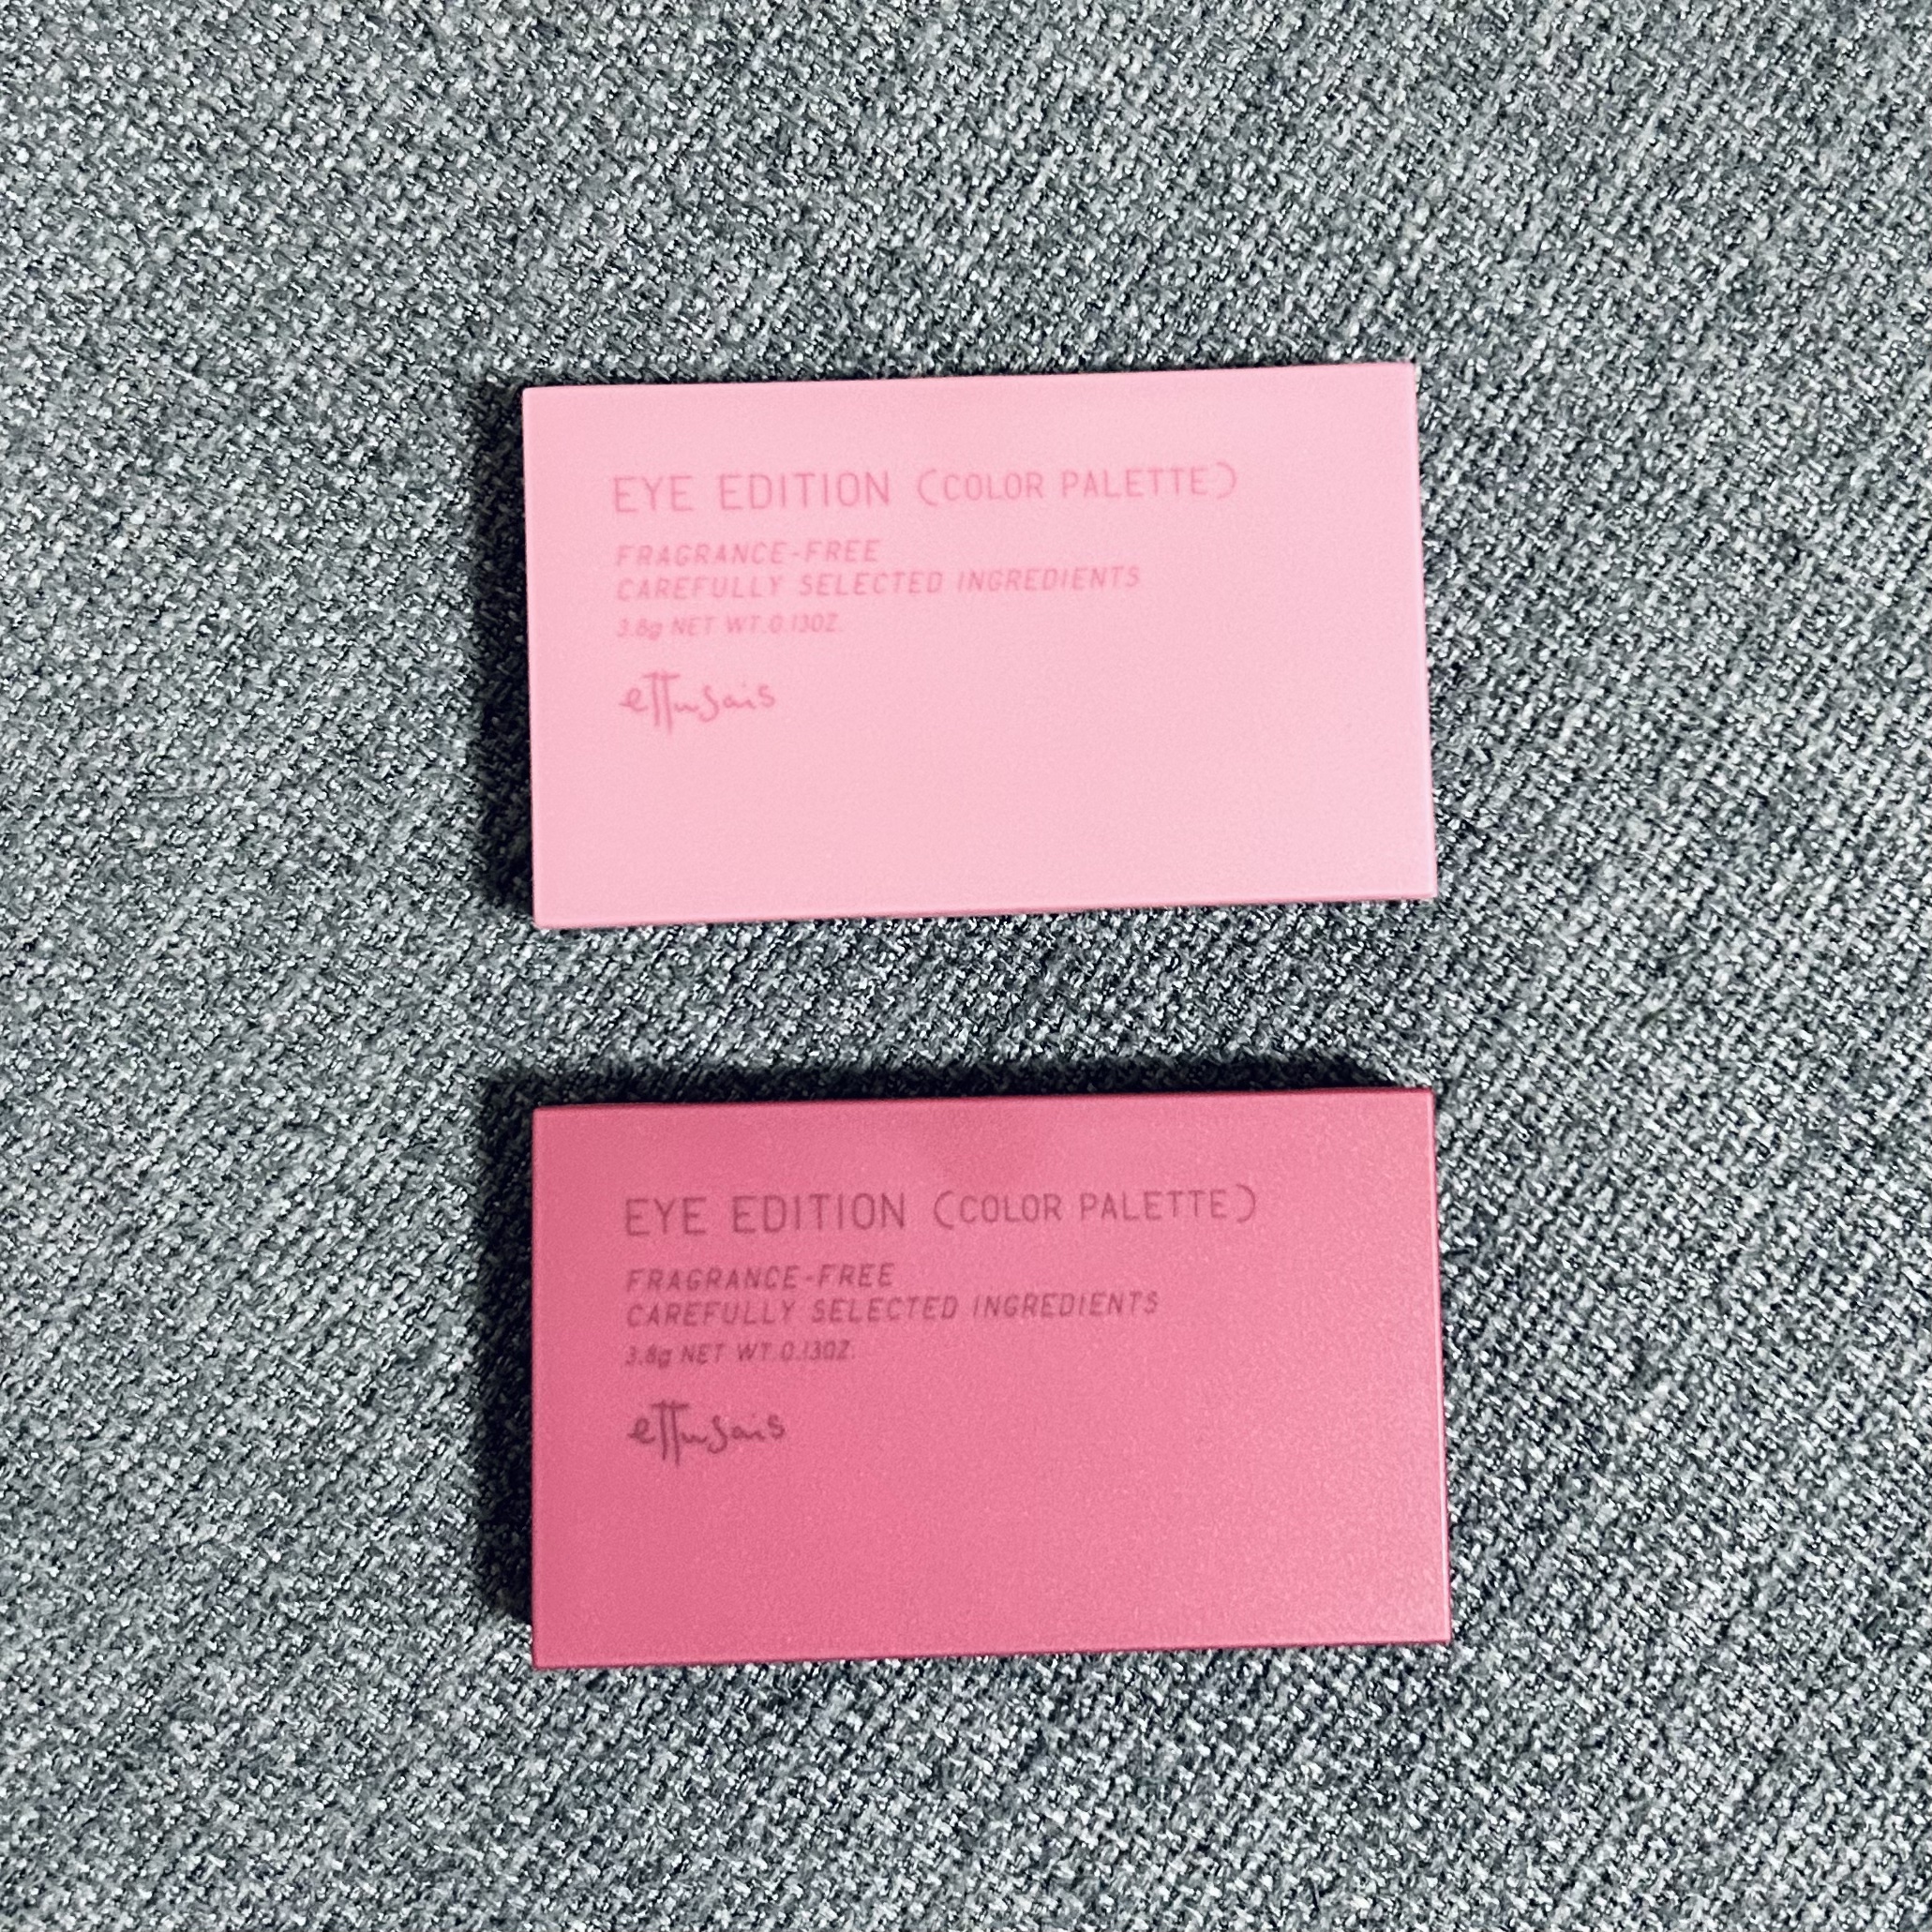 EYE EDITION (COLOR PALETTE)
FRAGRANCE-FREE
CAREFULLY SELECTED INGREDIENTS
3.8g NET WT.0.13OZ.
ettusais
EYE EDITION (COLOR PALETTE)
FRAGRANCE-FREE
CAREFULLY SELECTED INGREDIENTS
3.8g NET WT.0.13OZ.
ettusais